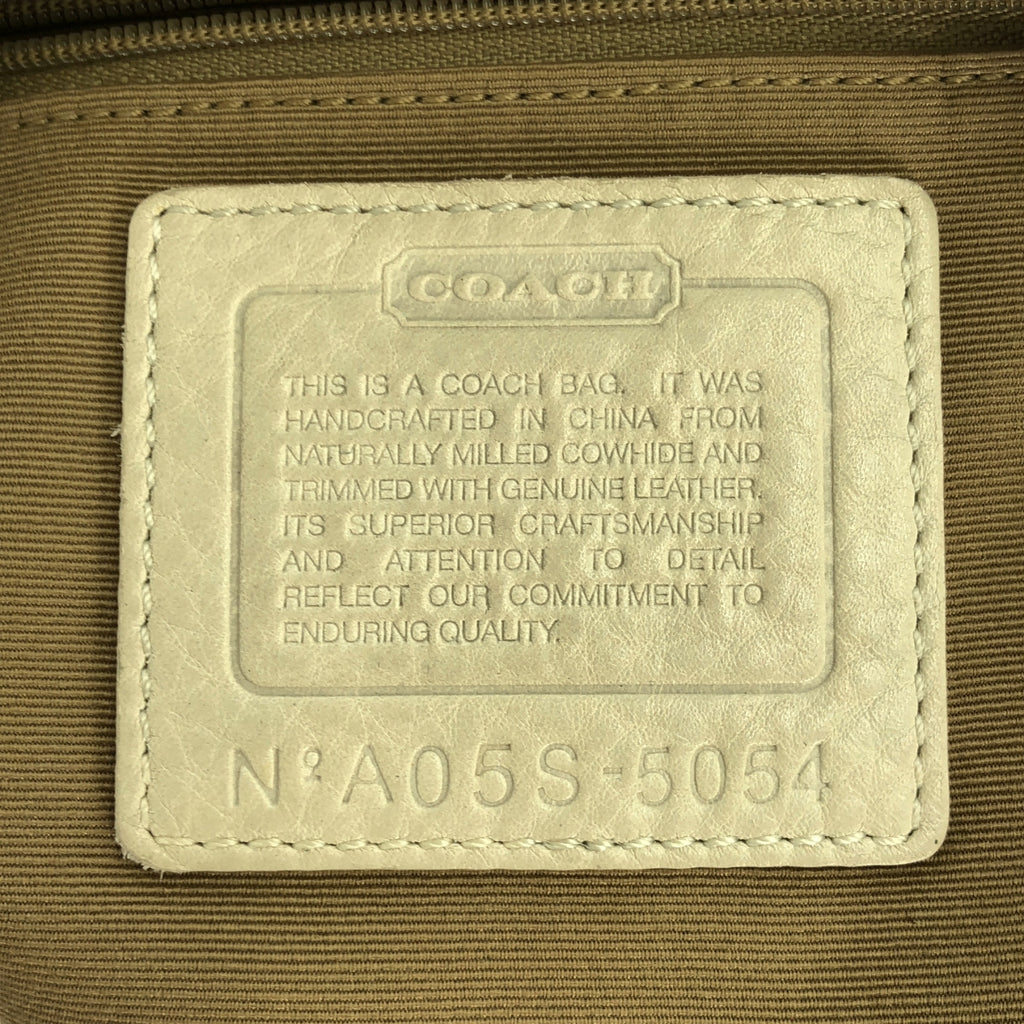 COACH
THIS IS A COACH BAG. IT WAS
HANDCRAFTED IN CHINA FROM
NATURALLY MILLED COWHIDE AND
TRIMMED WITH GENUINE LEATHER.
ITS SUPERIOR CRAFTSMANSHIP
AND ATTENTION TO DETAIL
REFLECT OUR COMMITMENT TO
ENDURING QUALITY.
Nº A05S-5054